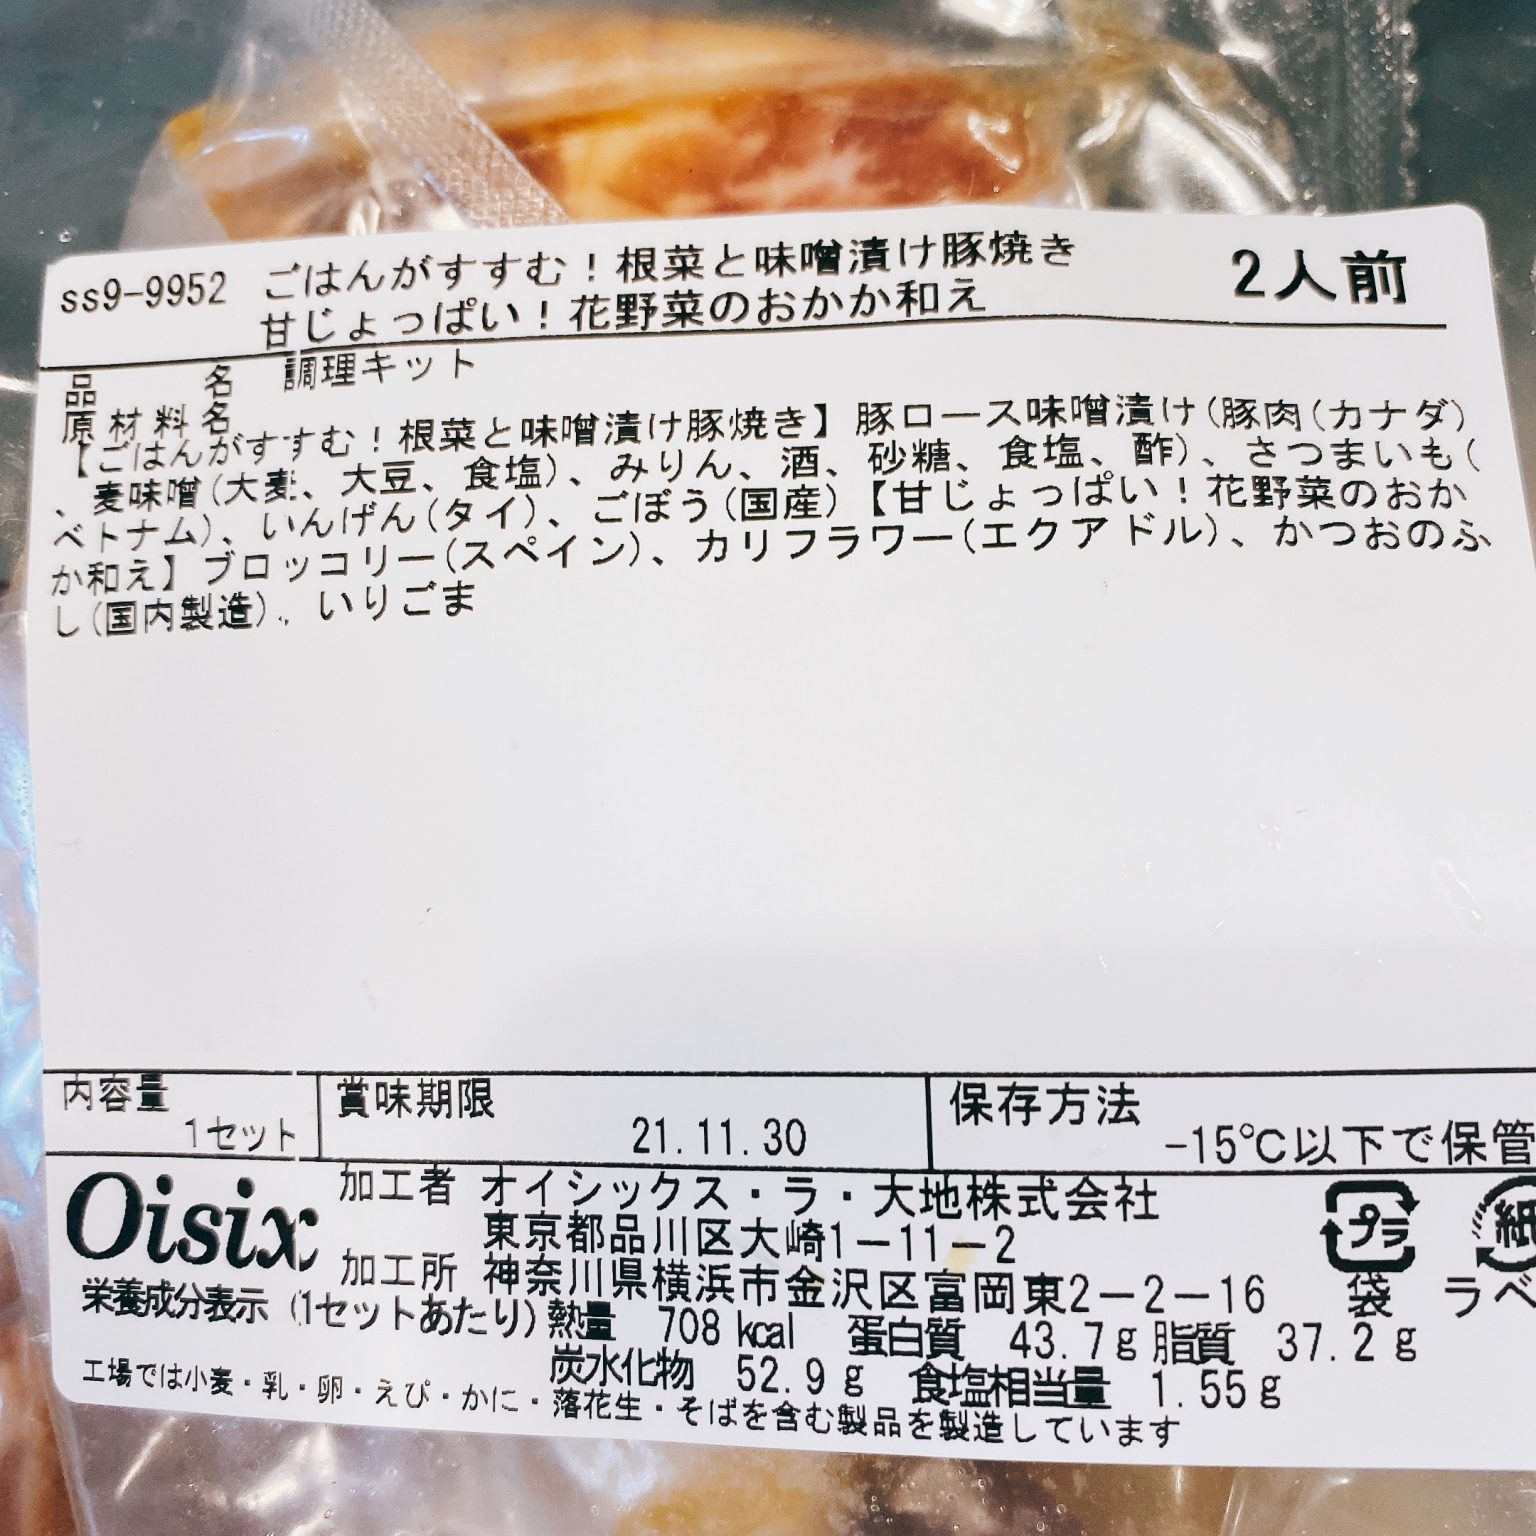 ss9-9952 ごはんがすすむ！根菜と味噌漬け豚焼き 2人前
甘じょっぱい！花野菜のおかか和え
品名 調理キット
原材料名
【ごはんがすすむ！根菜と味噌漬け豚焼き】豚ロース味噌漬け(豚肉(カナダ)
、麦味噌(大麦、大豆、食塩)、みりん、酒、砂糖、食塩、酢)、さつまいも(
ベトナム)、いんげん(タイ)、ごぼう(国産)【甘じょっぱい！花野菜のおか
か和え】ブロッコリー(スペイン)、カリフラワー(エクアドル)、かつおのふ
し(国内製造)、いりごま
内容量 1セット
賞味期限 21.11.30
保存方法 -15℃以下で保管
Oisix
加工者 オイシックス・ラ・大地株式会社
東京都品川区大崎1－11－2
加工所 神奈川県横浜市金沢区富岡東2－2－16
プラ 袋
紙 ラベ
栄養成分表示 (1セットあたり) 熱量 708 kcal 蛋白質 43.7g 脂質 37.2g
炭水化物 52.9g 食塩相当量 1.55g
工場では小麦・乳・卵・えび・かに・落花生・そばを含む製品を製造しています